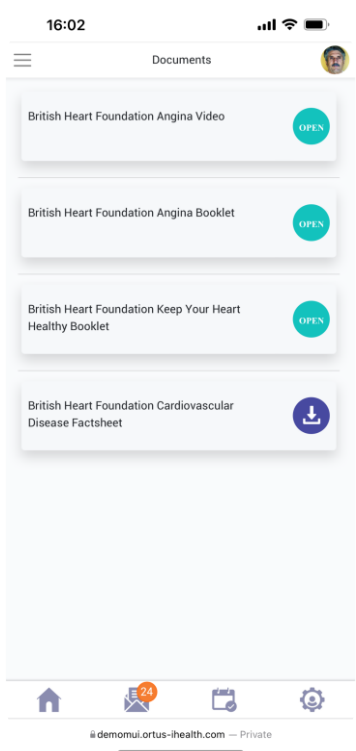 16:02
Documents
British Heart Foundation Angina Video
OPEN
British Heart Foundation Angina Booklet
OPEN
British Heart Foundation Keep Your Heart
Healthy Booklet
OPEN
British Heart Foundation Cardiovascular
Disease Factsheet
24
demomui.ortus-ihealth.com — Private